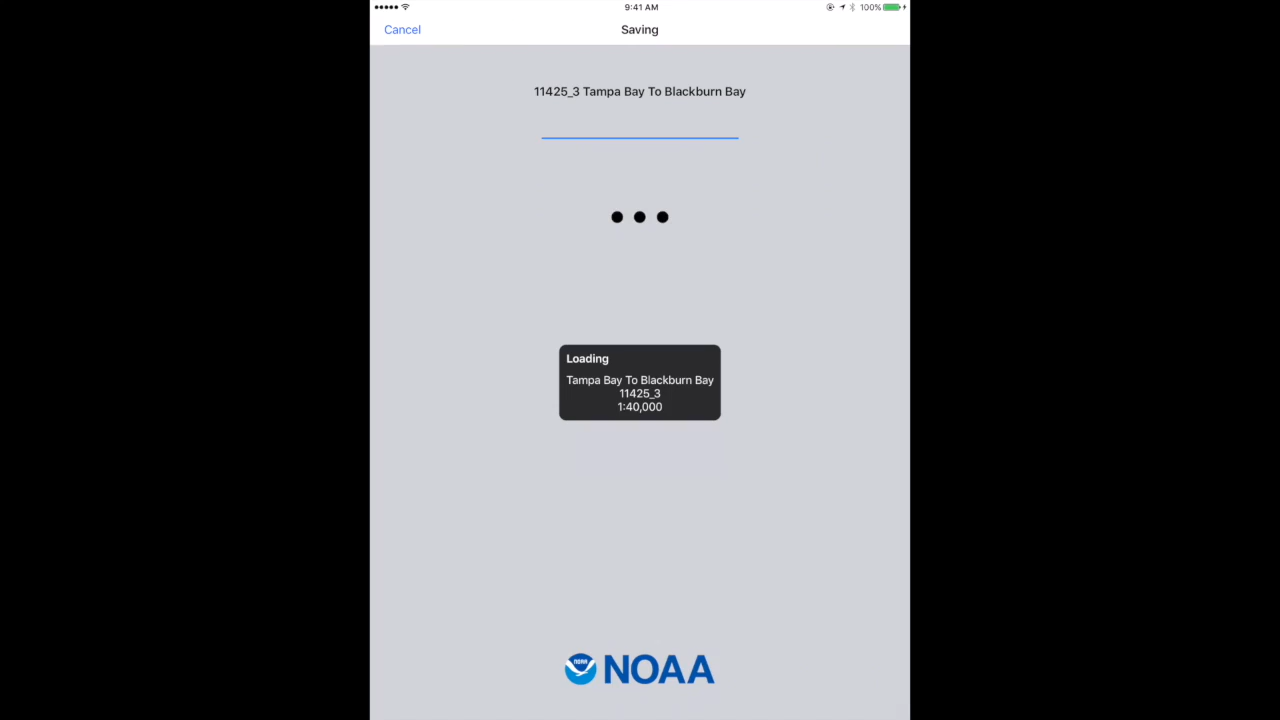 9:41 AM
100%
Cancel
Saving
11425_3 Tampa Bay To Blackburn Bay
Loading
Tampa Bay To Blackburn Bay
11425_3
1:40,000
NOAA
NOAA